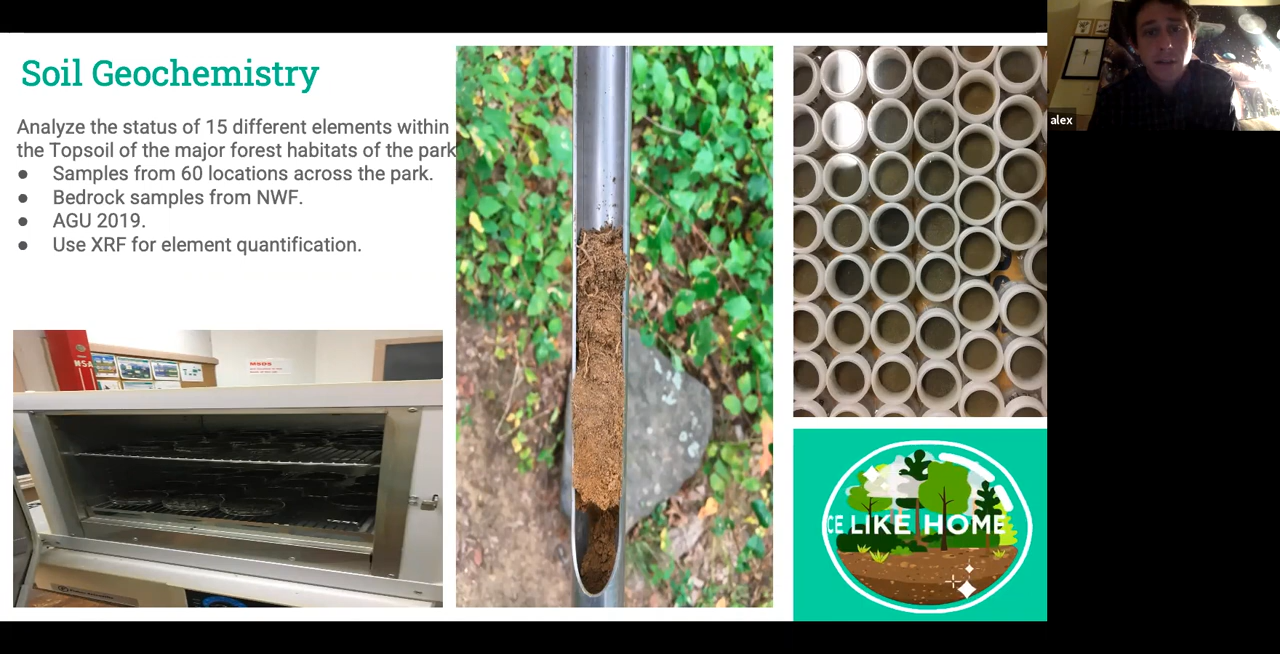 Soil Geochemistry
Analyze the status of 15 different elements within
the Topsoil of the major forest habitats of the park
● Samples from 60 locations across the park.
● Bedrock samples from NWF.
● AGU 2019.
● Use XRF for element quantification.
MSDS
CE LIKE HOME
alex